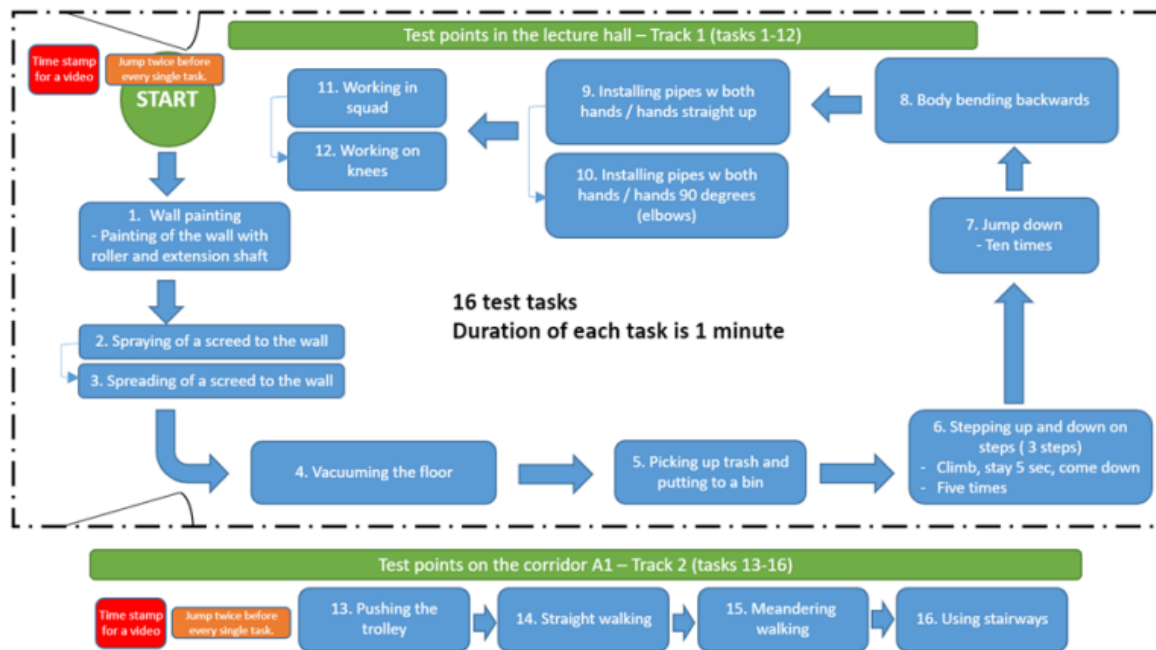 Test points in the lecture hall – Track 1 (tasks 1-12)
Time stamp
for a video
Jump twice before
every single task.
START
1. Wall painting
- Painting of the wall with
roller and extension shaft
2. Spraying of a screed to the wall
3. Spreading of a screed to the wall
4. Vacuuming the floor
5. Picking up trash and
putting to a bin
6. Stepping up and down on
steps ( 3 steps)
- Climb, stay 5 sec, come down
- Five times
7. Jump down
- Ten times
8. Body bending backwards
9. Installing pipes w both
hands / hands straight up
10. Installing pipes w both
hands / hands 90 degrees
(elbows)
11. Working in
squad
12. Working on
knees
16 test tasks
Duration of each task is 1 minute
Test points on the corridor A1 – Track 2 (tasks 13-16)
Time stamp
for a video
Jump twice before
every single task.
13. Pushing the
trolley
14. Straight walking
15. Meandering
walking
16. Using stairways